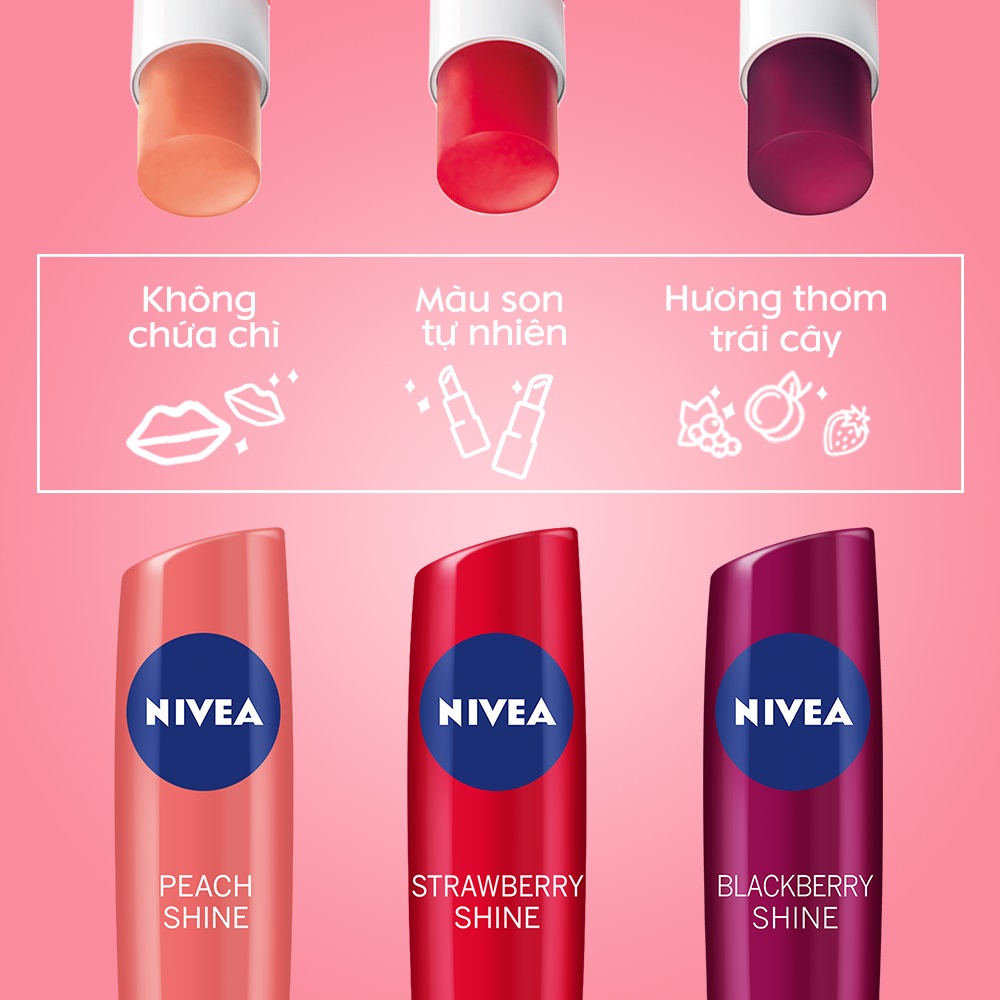 Không
chứa chì
Màu son
tự nhiên
Hương thơm
trái cây
NIVEA
PEACH
SHINE
NIVEA
STRAWBERRY
SHINE
NIVEA
BLACKBERRY
SHINE